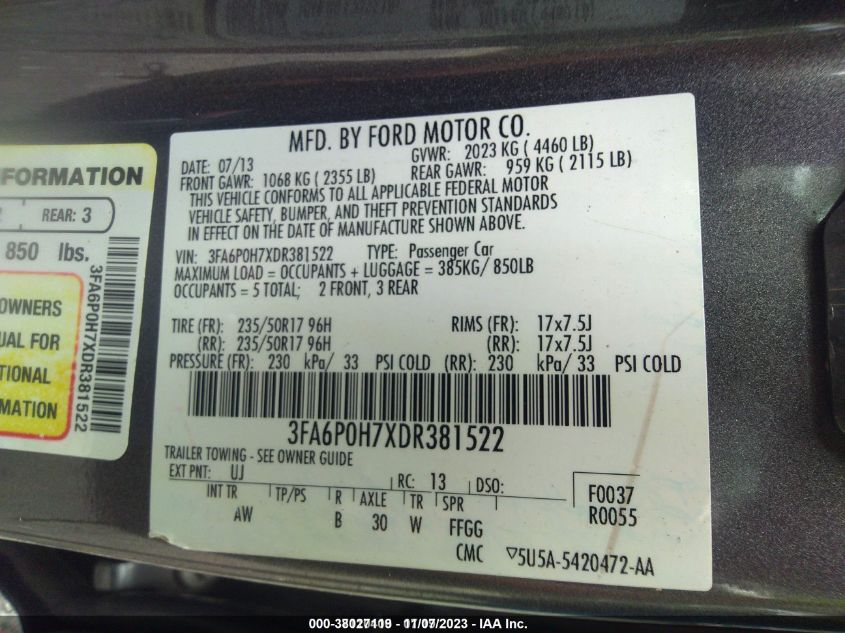 FORMATION
REAR: 3
850 lbs.
OWNERS
UAL FOR
TIONAL
RMATION
3FA6P0H7XDR381522
MFD. BY FORD MOTOR CO.
DATE: 07/13 GVWR: 2023 KG ( 4460 LB)
FRONT GAWR: 1068 KG ( 2355 LB) REAR GAWR: 959 KG ( 2115 LB)
THIS VEHICLE CONFORMS TO ALL APPLICABLE FEDERAL MOTOR
VEHICLE SAFETY, BUMPER, AND THEFT PREVENTION STANDARDS
IN EFFECT ON THE DATE OF MANUFACTURE SHOWN ABOVE.
VIN: 3FA6P0H7XDR381522 TYPE: Passenger Car
MAXIMUM LOAD = OCCUPANTS + LUGGAGE = 385KG/ 850LB
OCCUPANTS = 5 TOTAL; 2 FRONT, 3 REAR
TIRE (FR): 235/50R17 96H RIMS (FR): 17x7.5J
(RR): 235/50R17 96H (RR): 17x7.5J
PRESSURE (FR): 230 kPa/ 33 PSI COLD (RR): 230 kPa/ 33 PSI COLD
3FA6P0H7XDR381522
TRAILER TOWING - SEE OWNER GUIDE
EXT PNT: UJ RC: 13 DSO: F0037
INT TR TP/PS R AXLE TR SPR R0055
AW B 30 W FFGG
CMC ▽5U5A-5420472-AA
11/07/2023 - IAA Inc.